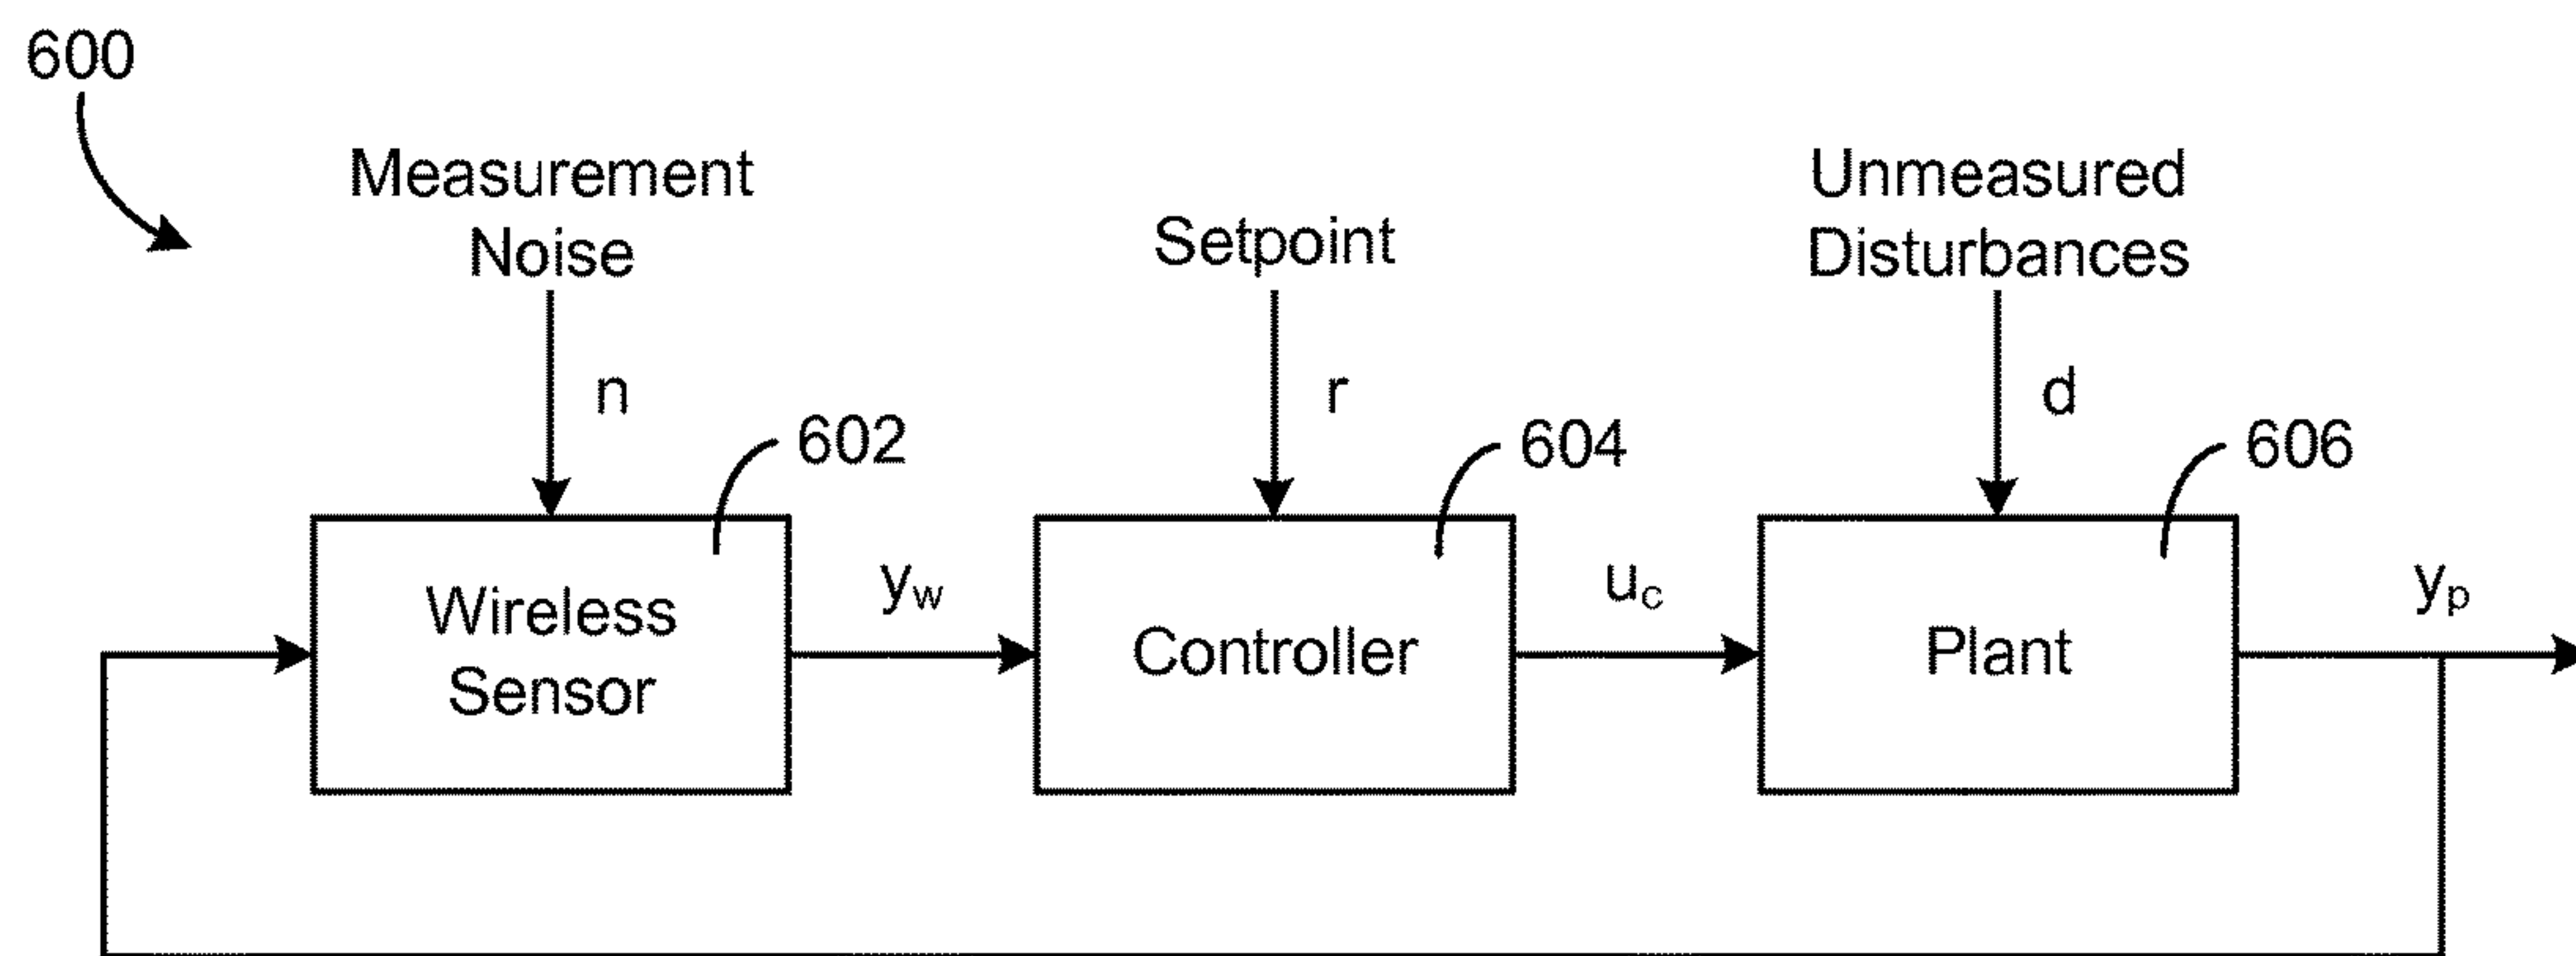 600
Measurement
Noise
Setpoint
Unmeasured
Disturbances
n
r
d
602
604
606
Wireless
Sensor
yw
Controller
uc
Plant
yp